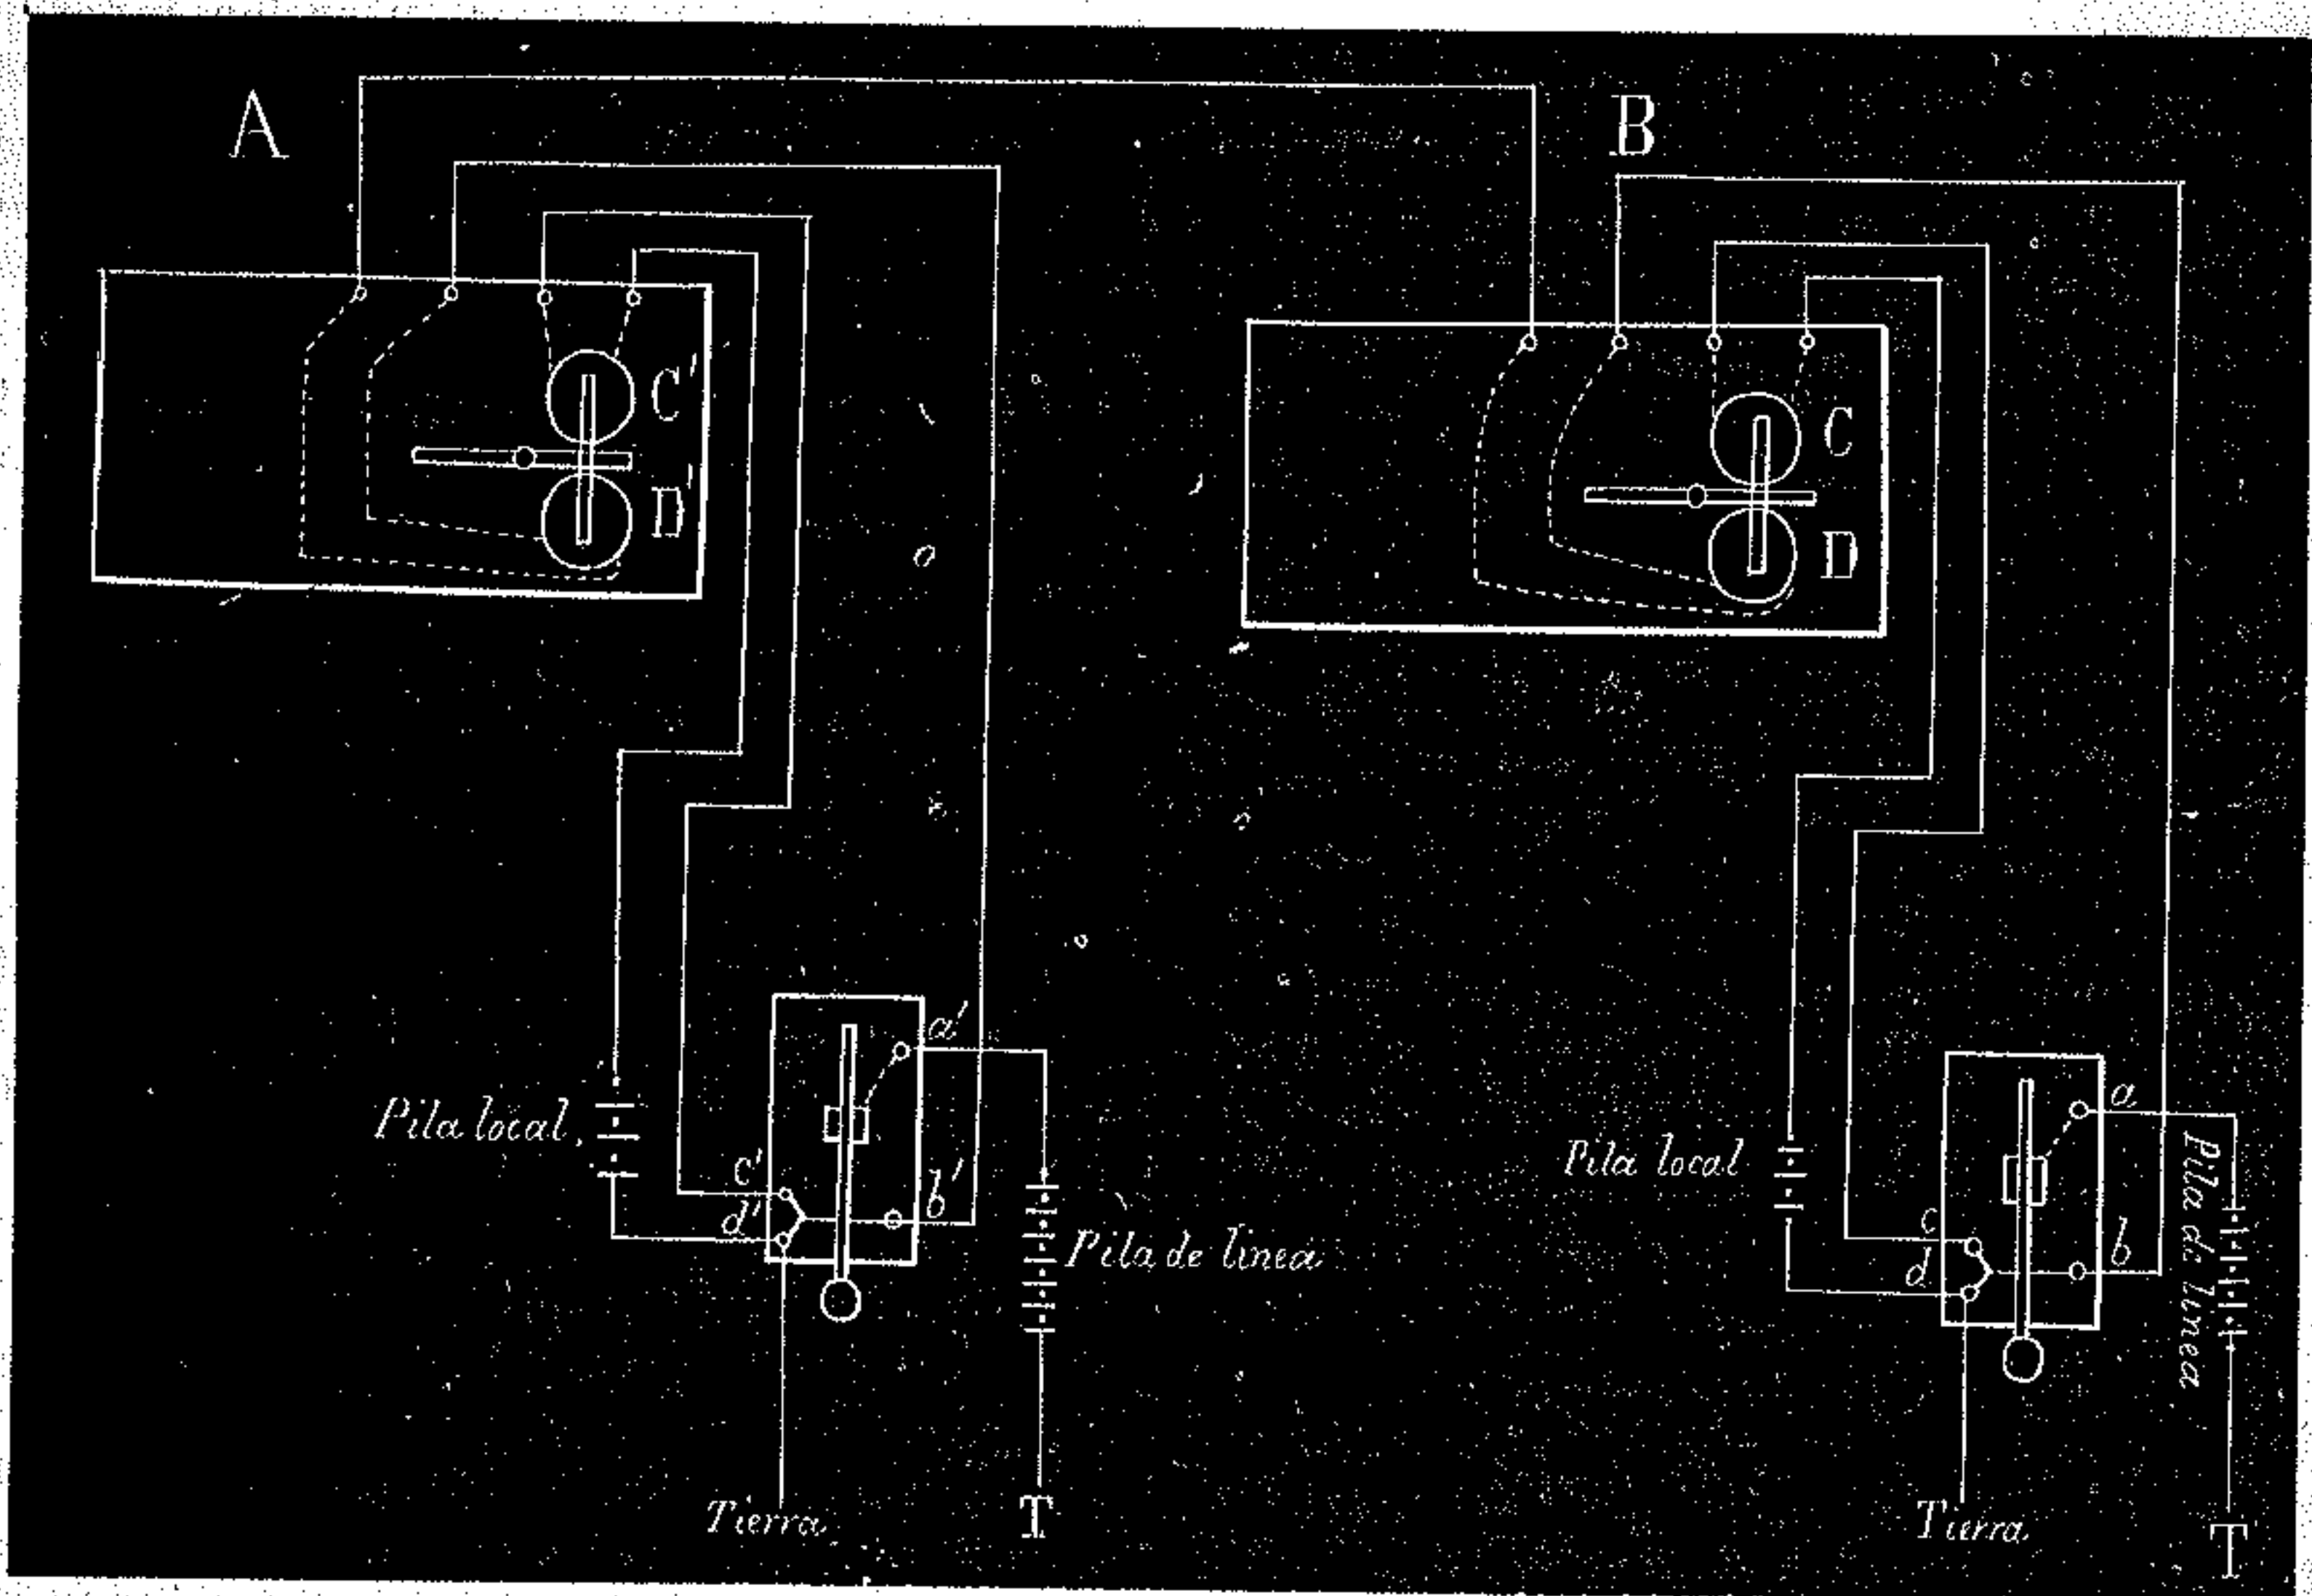 A
B
C'
D'
C
D
a'
Pila local,
c'
d'
b'
Pila de linea
Tierra
T
a
Pila local
c
d
b
Pila de linea
Tierra
T